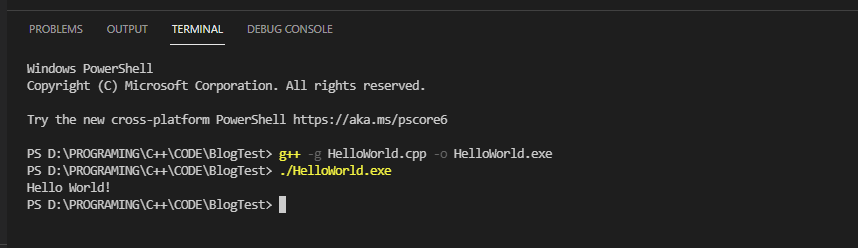 PROBLEMS OUTPUT TERMINAL DEBUG CONSOLE
Windows PowerShell
Copyright (C) Microsoft Corporation. All rights reserved.
Try the new cross-platform PowerShell https://aka.ms/pscore6
PS D:\PROGRAMING\C++\CODE\BlogTest> g++ -g HelloWorld.cpp -o HelloWorld.exe
PS D:\PROGRAMING\C++\CODE\BlogTest> ./HelloWorld.exe
Hello World!
PS D:\PROGRAMING\C++\CODE\BlogTest>